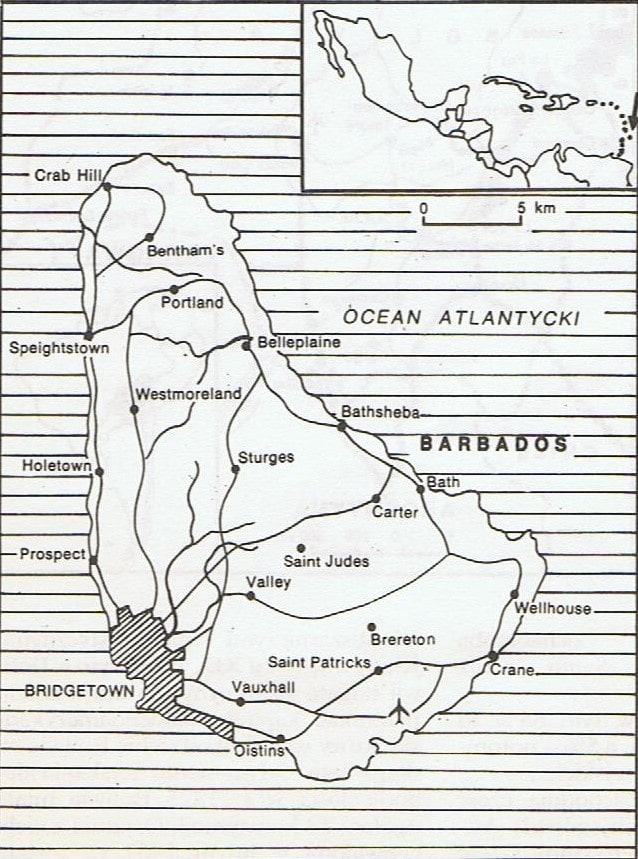 Crab Hill
0 5 km
Bentham's
Portland
OCEAN ATLANTYCKI
Speightstown
Belleplaine
Westmoreland
Bathsheba
BARBADOS
Holetown
Sturges
Bath
Carter
Prospect
Saint Judes
Valley
Wellhouse
Brereton
Saint Patricks
Crane
BRIDGETOWN
Vauxhall
Oistins